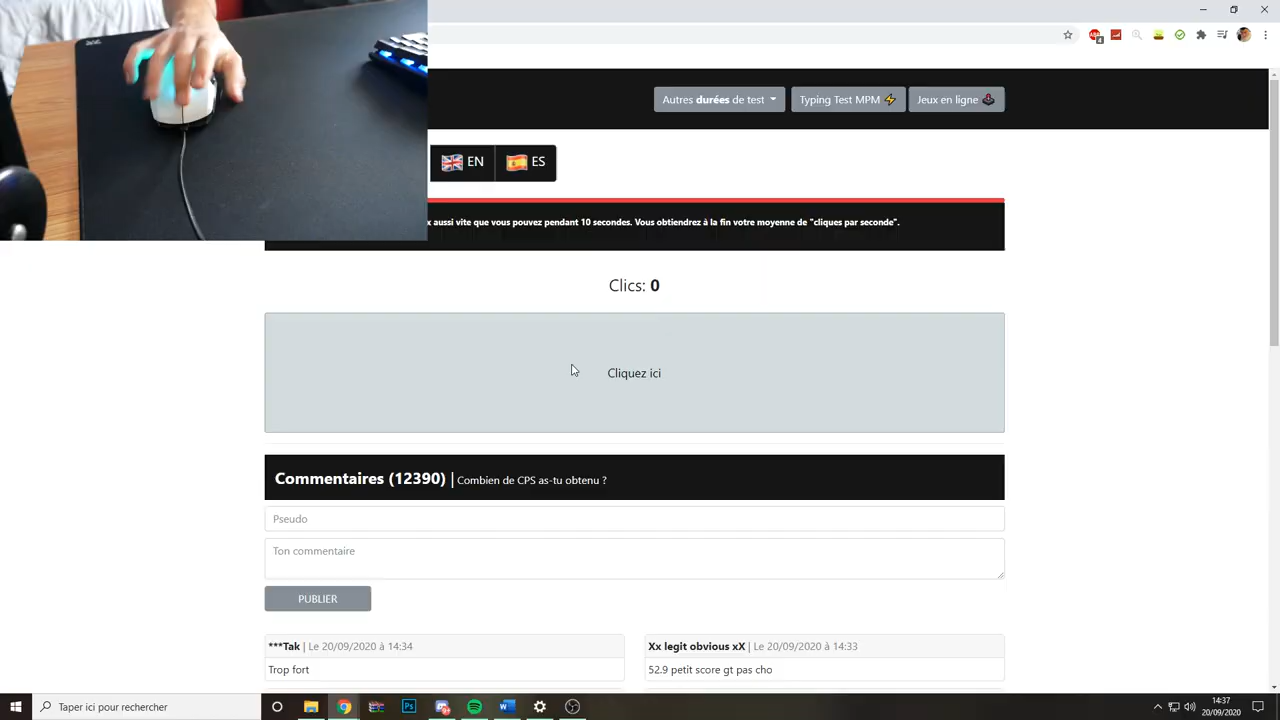 Autres durées de test
Typing Test MPM
Jeux en ligne
EN
ES
aussi vite que vous pouvez pendant 10 secondes. Vous obtiendrez à la fin votre moyenne de "cliques par seconde".
Clics: 0
Cliquez ici
Commentaires (12390) | Combien de CPS as-tu obtenu ?
Pseudo
Ton commentaire
PUBLIER
***Tak | Le 20/09/2020 à 14:34
Trop fort
Xx legit obvious xX | Le 20/09/2020 à 14:33
52.9 petit score gt pas cho
Taper ici pour rechercher
14:37
20/09/2020